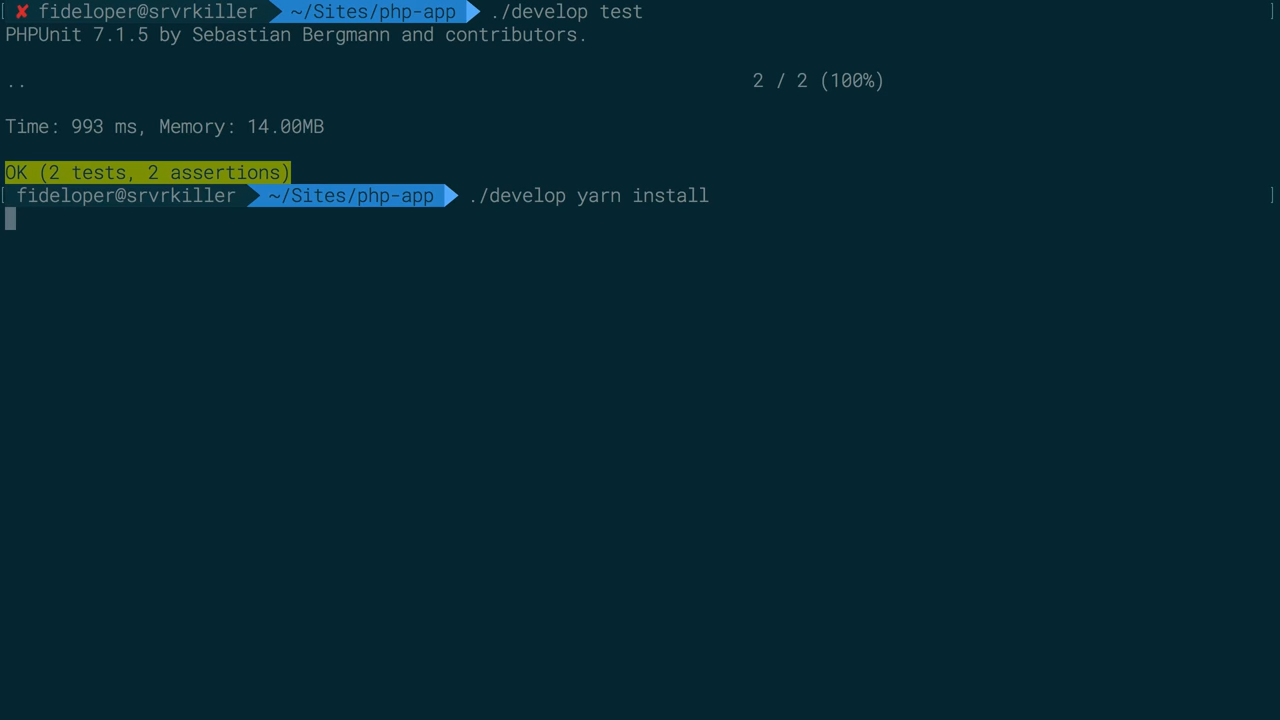 [ ✘ fideloper@srvrkiller ~/Sites/php-app ./develop test ]
PHPUnit 7.1.5 by Sebastian Bergmann and contributors.
.. 2 / 2 (100%)
Time: 993 ms, Memory: 14.00MB
OK (2 tests, 2 assertions)
[ fideloper@srvrkiller ~/Sites/php-app ./develop yarn install ]